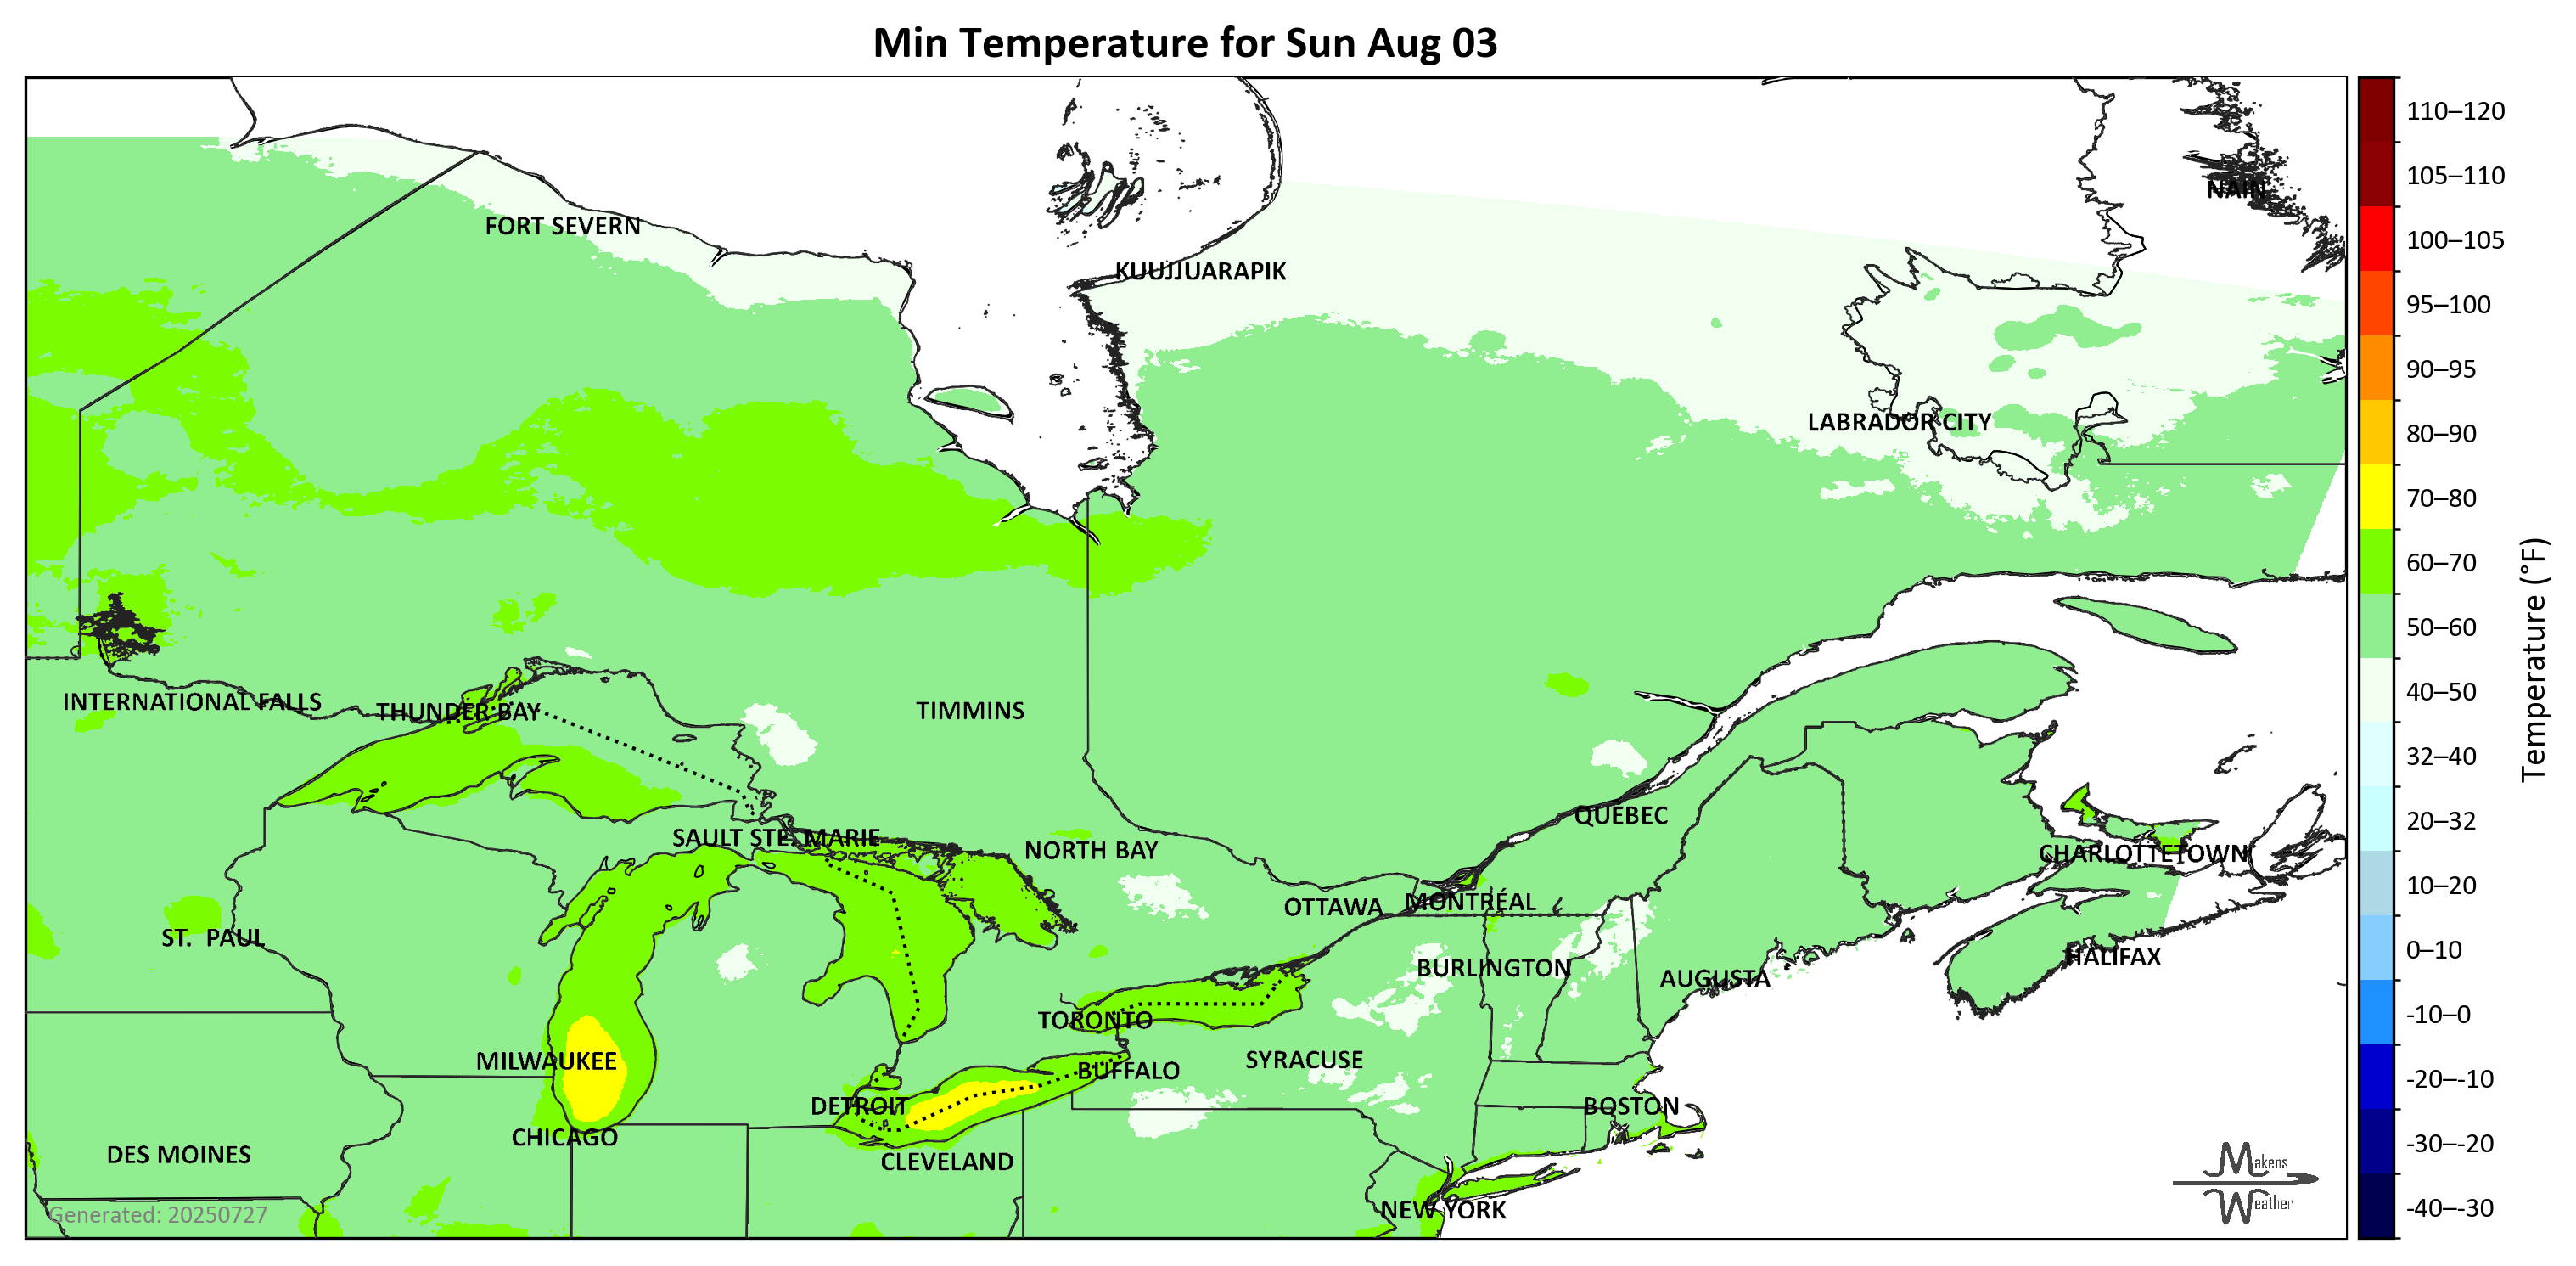 Min Temperature for Sun Aug 03
NAIN
FORT SEVERN
KUUJJUARAPIK
LABRADOR CITY
INTERNATIONAL FALLS
THUNDER BAY
TIMMINS
QUÉBEC
SAULT STE. MARIE
NORTH BAY
CHARLOTTETOWN
OTTAWA
MONTRÉAL
ST. PAUL
HALIFAX
BURLINGTON
AUGUSTA
TORONTO
MILWAUKEE
BUFFALO
SYRACUSE
DETROIT
BOSTON
CHICAGO
DES MOINES
CLEVELAND
NEW YORK
Generated: 20250727
Makens
Weather
110–120
105–110
100–105
95–100
90–95
80–90
70–80
60–70
50–60
40–50
32–40
20–32
10–20
0–10
-10–0
-20–-10
-30–-20
-40–-30
Temperature (°F)